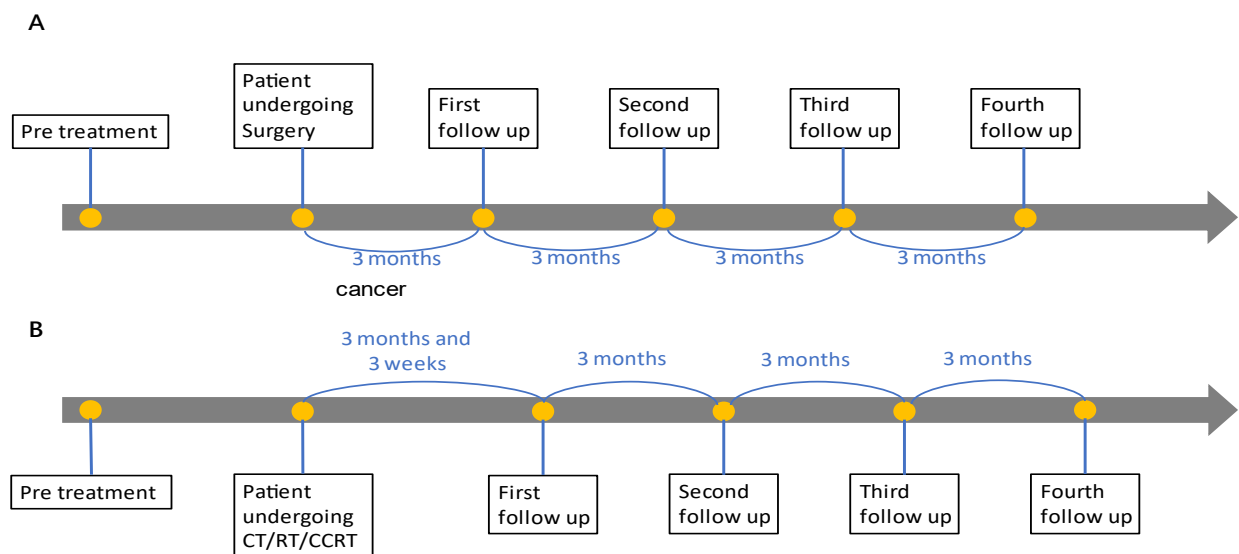 A
Pre treatment
Patient
undergoing
Surgery
First
follow up
Second
follow up
Third
follow up
Fourth
follow up
3 months
3 months
3 months
3 months
cancer
B
3 months and
3 weeks
3 months
3 months
3 months
Pre treatment
Patient
undergoing
CT/RT/CCRT
First
follow up
Second
follow up
Third
follow up
Fourth
follow up